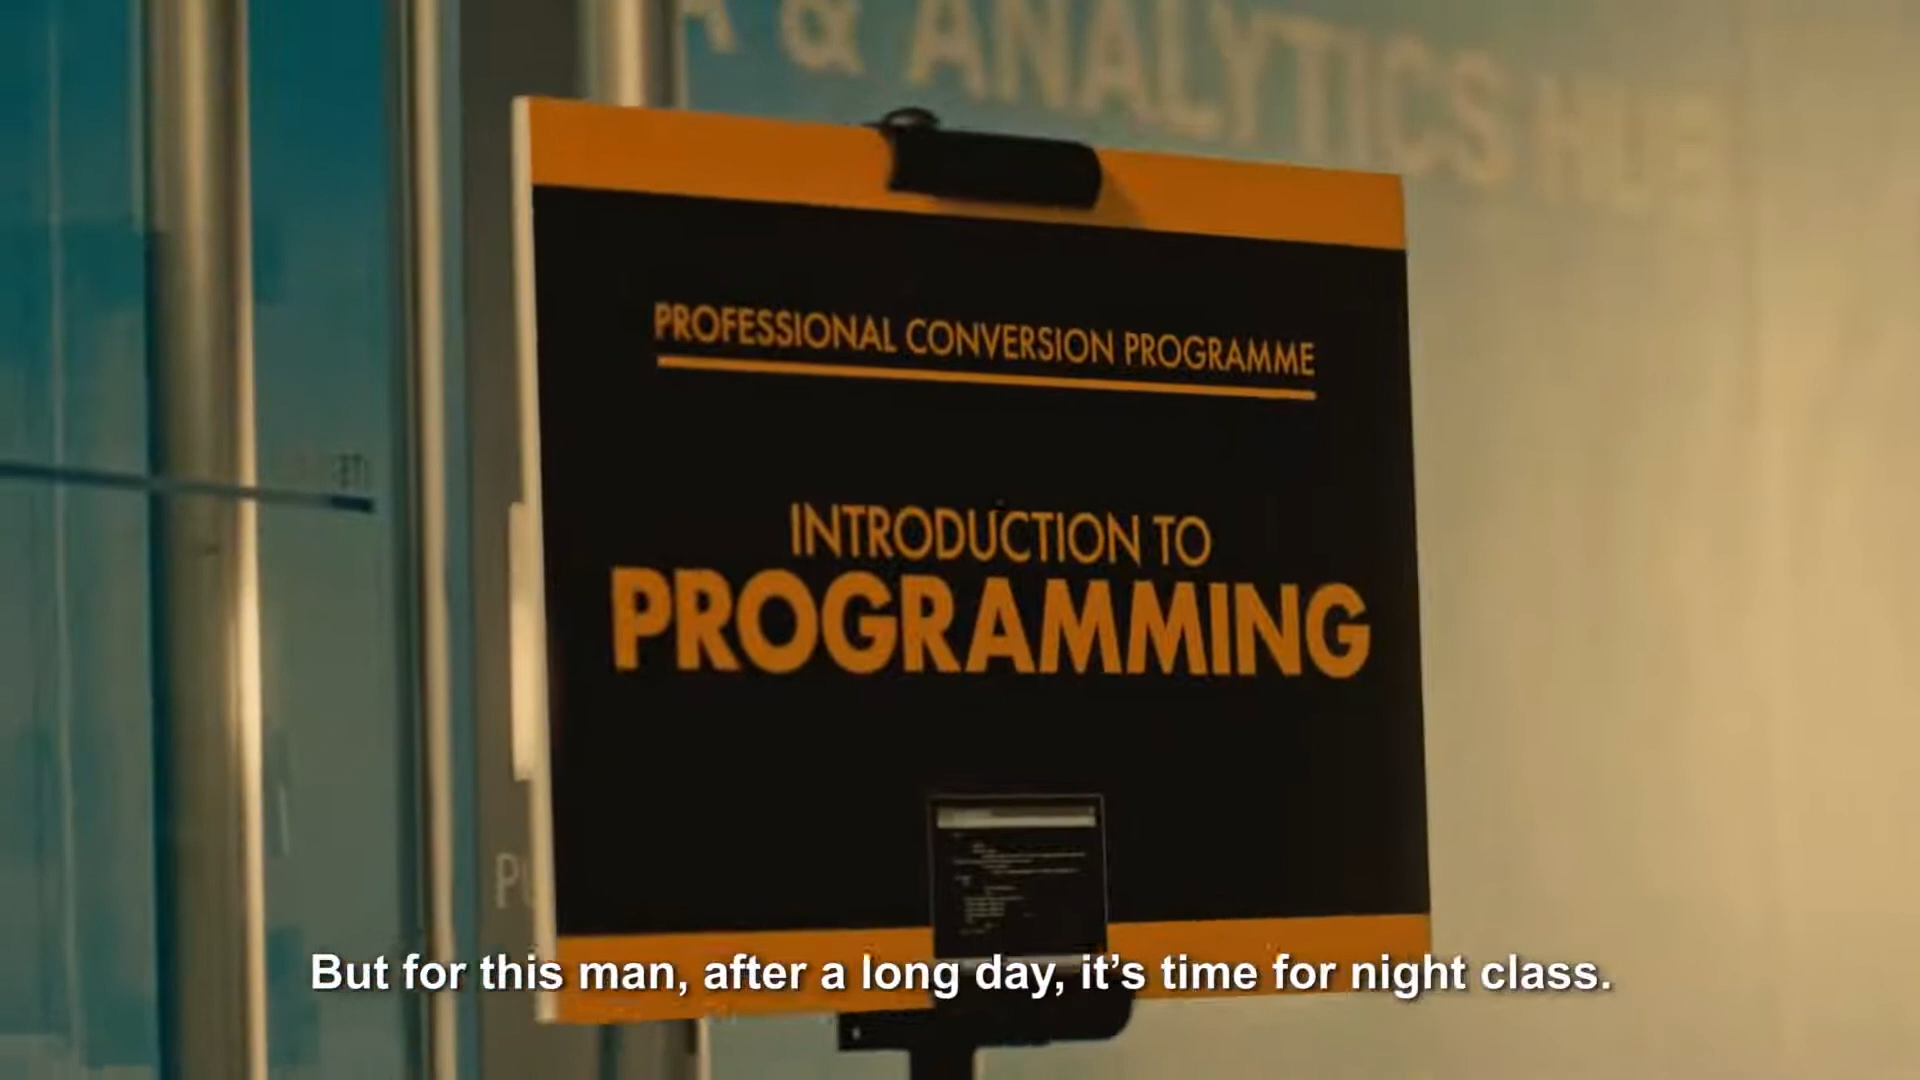 & ANALYTICS HUB
PROFESSIONAL CONVERSION PROGRAMME
INTRODUCTION TO
PROGRAMMING
But for this man, after a long day, it’s time for night class.